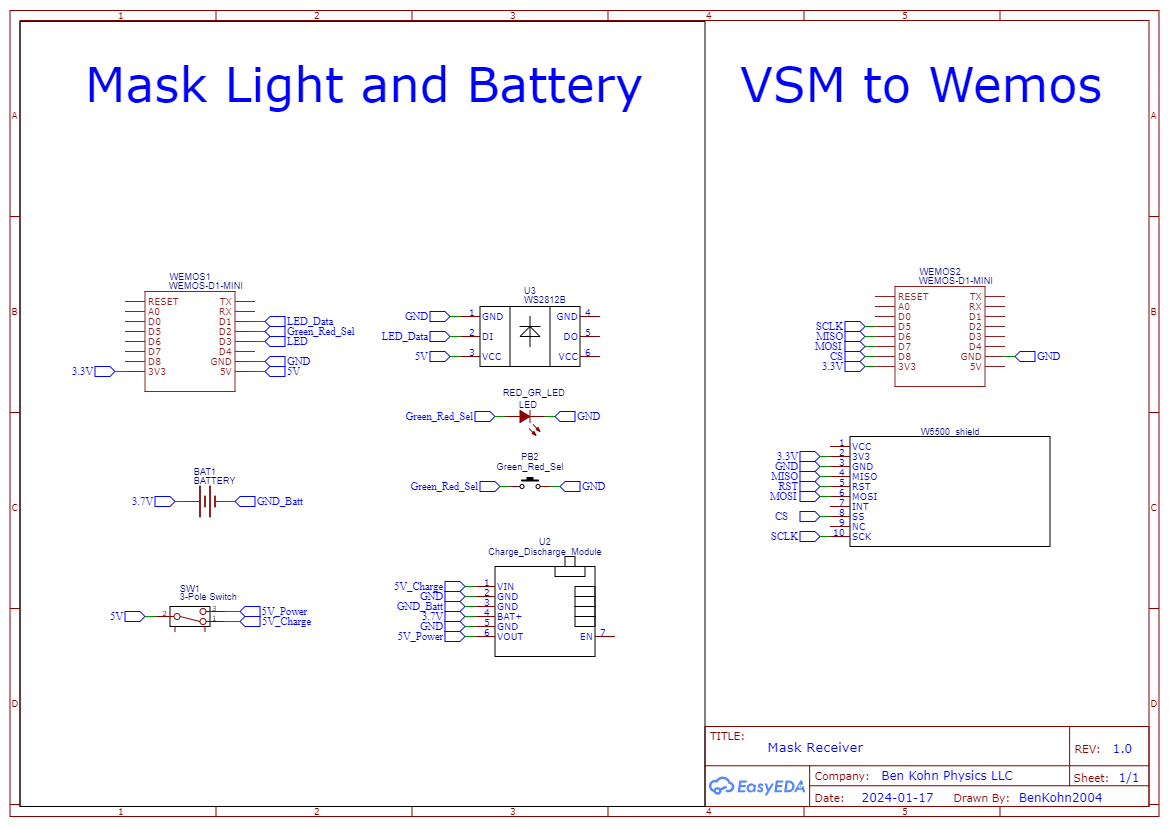 1 2 3 4 5
A A
B B
C C
D D
Mask Light and Battery
VSM to Wemos
WEMOS1
WEMOS-D1-MINI
RESET TX
A0 RX
D0 D1 LED_Data
D5 D2 Green_Red_Sel
D6 D3 LED
D7 D4
D8 GND GND
3.3V 3V3 5V 5V
U3
WS2812B
GND 1 GND GND 4
LED_Data 2 DI DO 5
5V 3 VCC VCC 6
RED_GR_LED
LED
Green_Red_Sel GND
PB2
Green_Red_Sel
Green_Red_Sel GND
BAT1
BATTERY
3.7V GND_Batt
U2
Charge_Discharge_Module
5V_Charge 1 VIN
GND 2 GND
GND_Batt 3 GND
3.7V 4 BAT+
GND 5 GND
5V_Power 6 VOUT EN 7
SW1
3-Pole Switch
5V 2 3 5V_Power
1 5V_Charge
WEMOS2
WEMOS-D1-MINI
RESET TX
A0 RX
D0 D1
SCLK D5 D2
MISO D6 D3
MOSI D7 D4
CS D8 GND GND
3.3V 3V3 5V
W5500_shield
1 VCC
3.3V 2 3V3
GND 3 GND
MISO 4 MISO
RST 5 RST
MOSI 6 MOSI
7 INT
CS 8 SS
9 NC
SCLK 10 SCK
TITLE:
Mask Receiver
REV: 1.0
EasyEDA
Company: Ben Kohn Physics LLC
Sheet: 1/1
Date: 2024-01-17 Drawn By: BenKohn2004
1 2 3 4 5